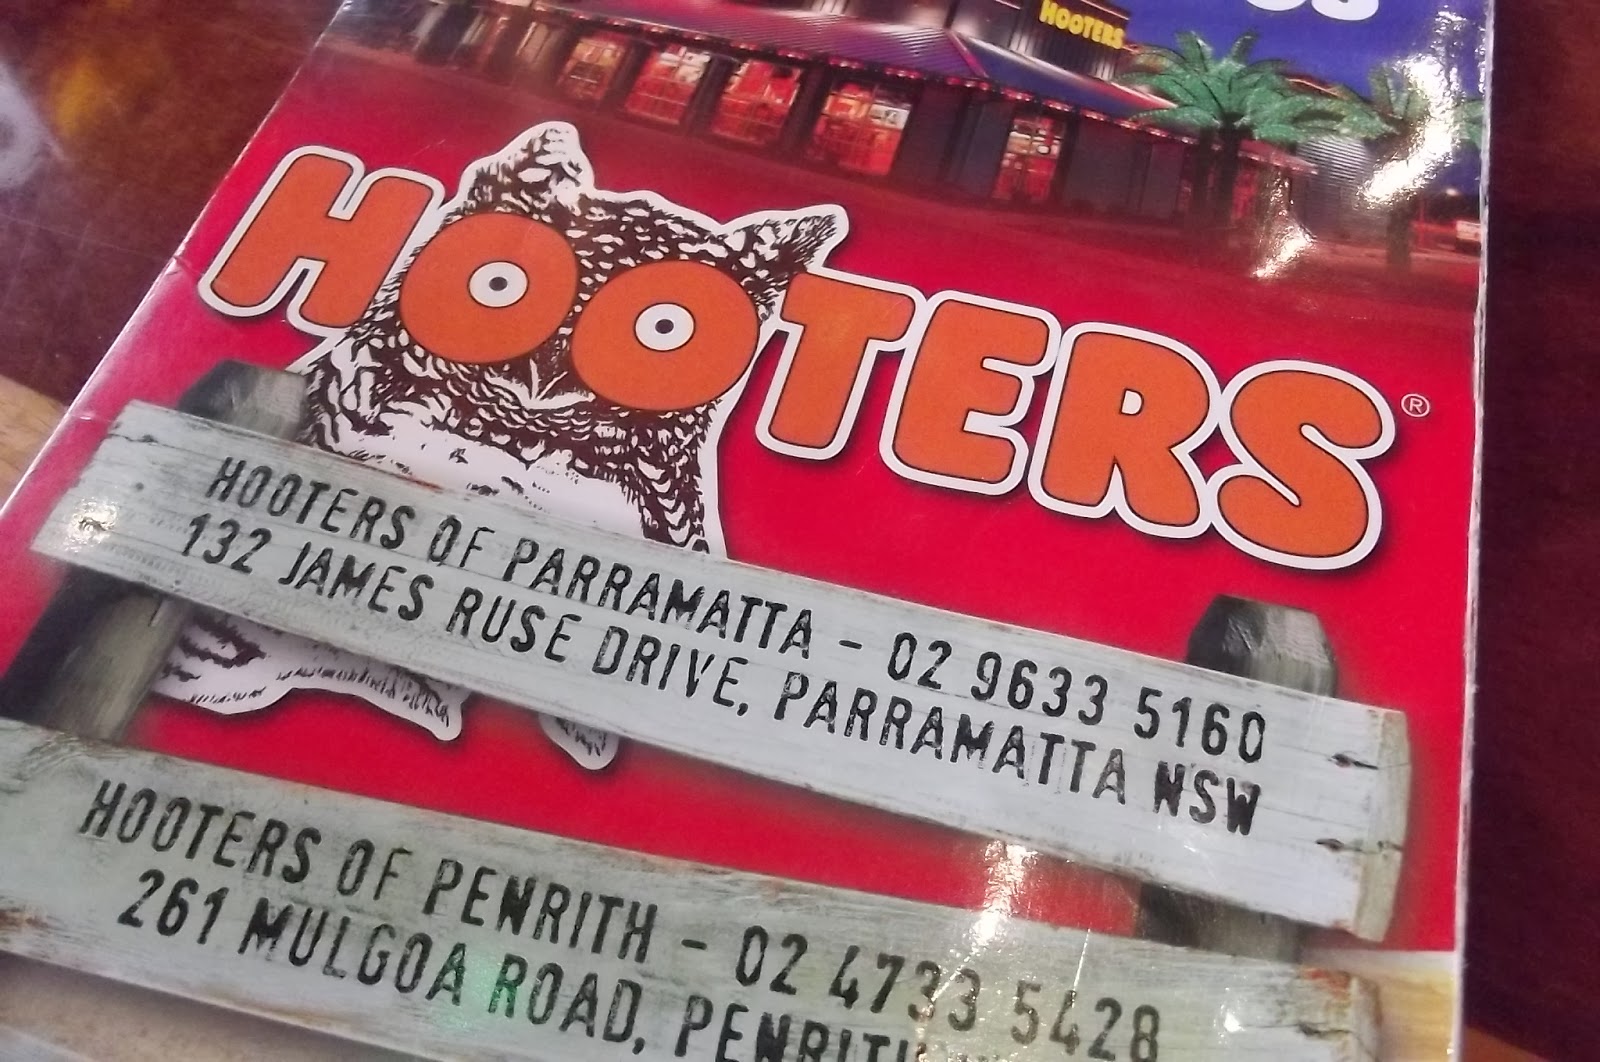 HOOTERS
HOOTERS®
HOOTERS OF PARRAMATTA - 02 9633 5160
132 JAMES RUSE DRIVE, PARRAMATTA NSW
HOOTERS OF PENRITH - 02 4733 5428
261 MULGOA ROAD, PENRITH